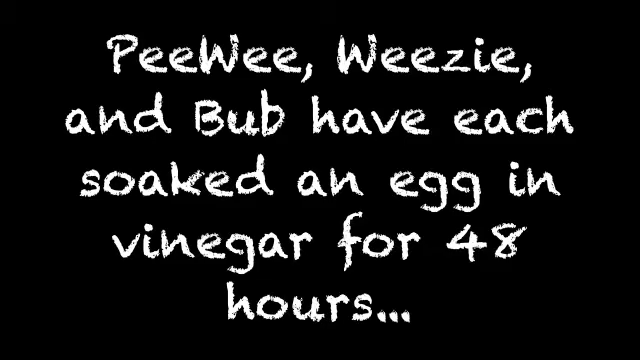 PeeWee, Weezie,
and Bub have each
soaked an egg in
vinegar for 48
hours...